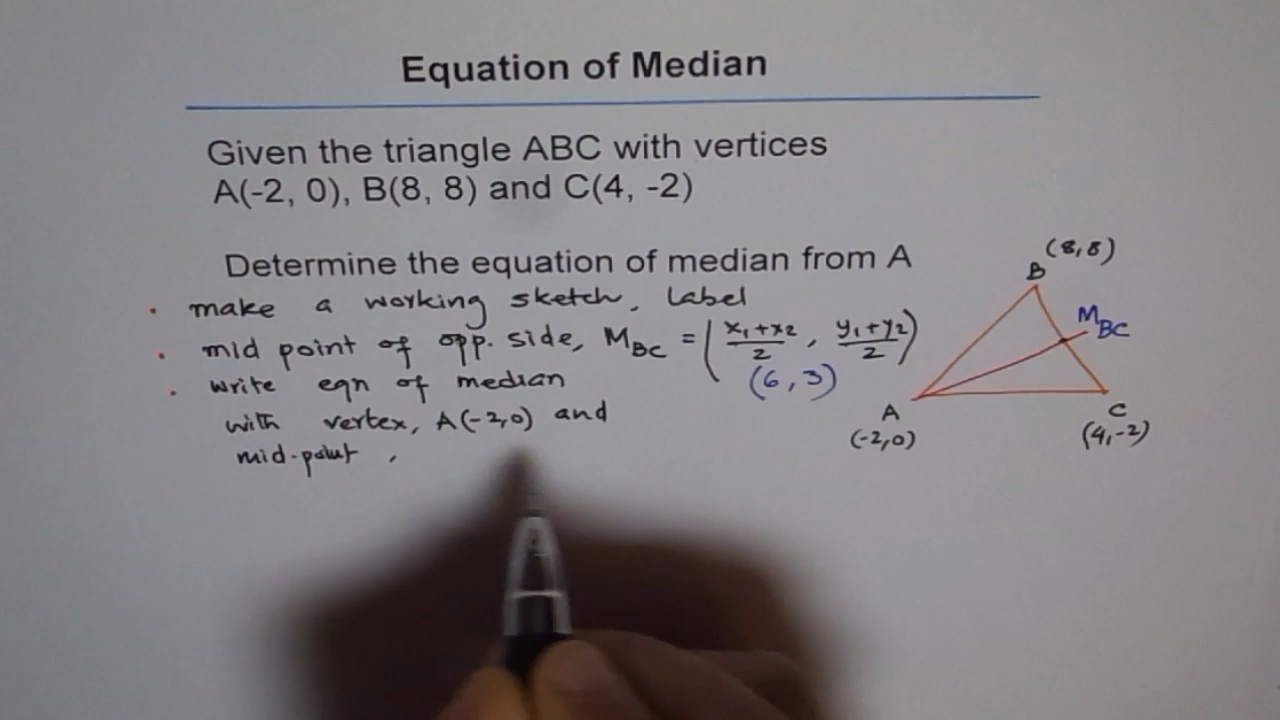 Equation of Median
Given the triangle ABC with vertices
A(-2, 0), B(8, 8) and C(4, -2)
Determine the equation of median from A
• make a working sketch, label
• mid point of opp. side, M_BC = (x₁+x₂/2, y₁+y₂/2)
(6, 3)
• write eqn of median
with vertex, A(-2,0) and
mid-point,
(8,8)
B
M_BC
A
(-2,0)
C
(4,-2)